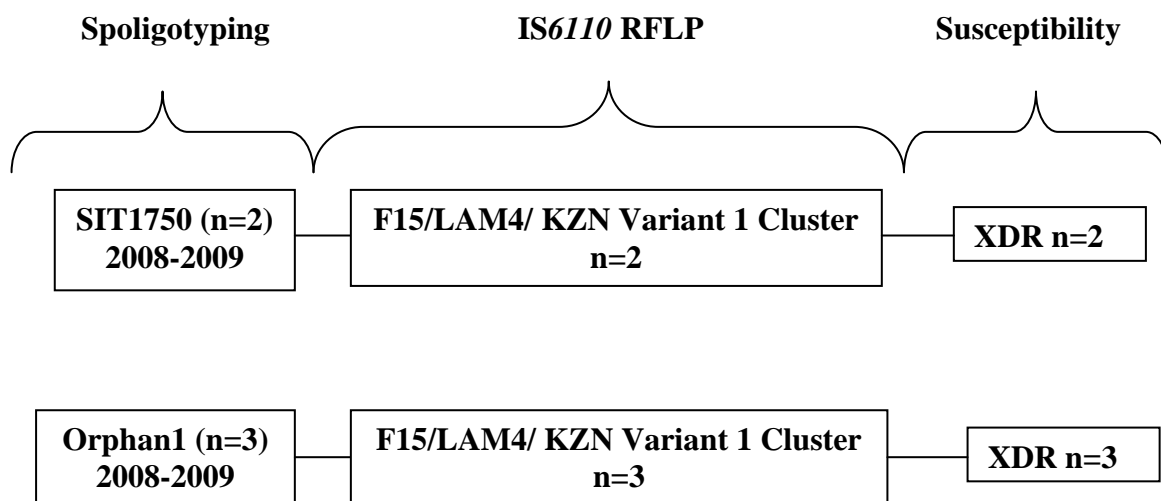 Spoligotyping IS6110 RFLP Susceptibility
SIT1750 (n=2)
2008-2009
F15/LAM4/ KZN Variant 1 Cluster
n=2
XDR n=2
Orphan1 (n=3)
2008-2009
F15/LAM4/ KZN Variant 1 Cluster
n=3
XDR n=3